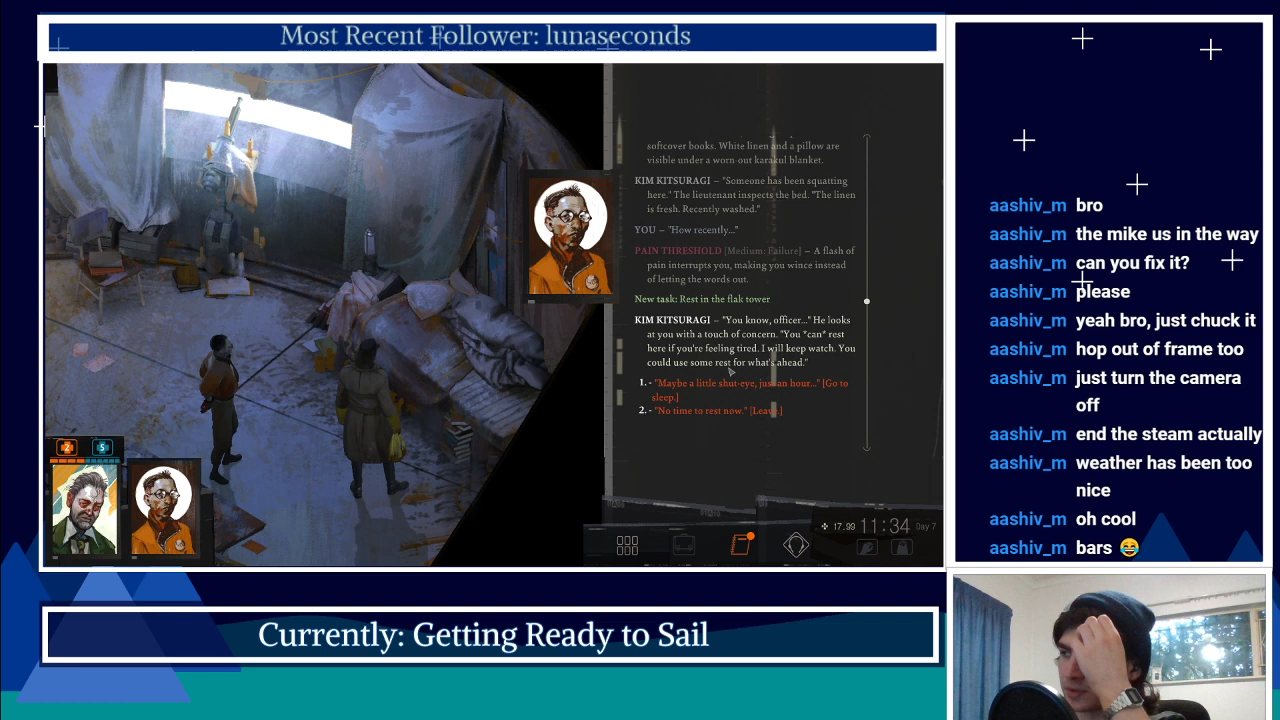 Most Recent Follower: lunaseconds
softcover books. White linen and a pillow are
visible under a worn-out karakul blanket.
KIM KITSURAGI – "Someone has been squatting
here." The lieutenant inspects the bed. "The linen
is fresh. Recently washed."
YOU – "How recently..."
PAIN THRESHOLD [Medium: Failure] – A flash of
pain interrupts you, making you wince instead
of letting the words out.
New task: Rest in the flak tower
KIM KITSURAGI – "You know, officer..." He looks
at you with a touch of concern. "You *can* rest
here if you're feeling tired. I will keep watch. You
could use some rest for what's ahead."
1. - "Maybe a little shut-eye, just an hour..." [Go to
sleep.]
2. - "No time to rest now." [Leave.]
2 5
17.99 11:34 Day 7
Currently: Getting Ready to Sail
aashiv_m bro
aashiv_m the mike us in the way
aashiv_m can you fix it?
aashiv_m please
aashiv_m yeah bro, just chuck it
aashiv_m hop out of frame too
aashiv_m just turn the camera
off
aashiv_m end the steam actually
aashiv_m weather has been too
nice
aashiv_m oh cool
aashiv_m bars 😂